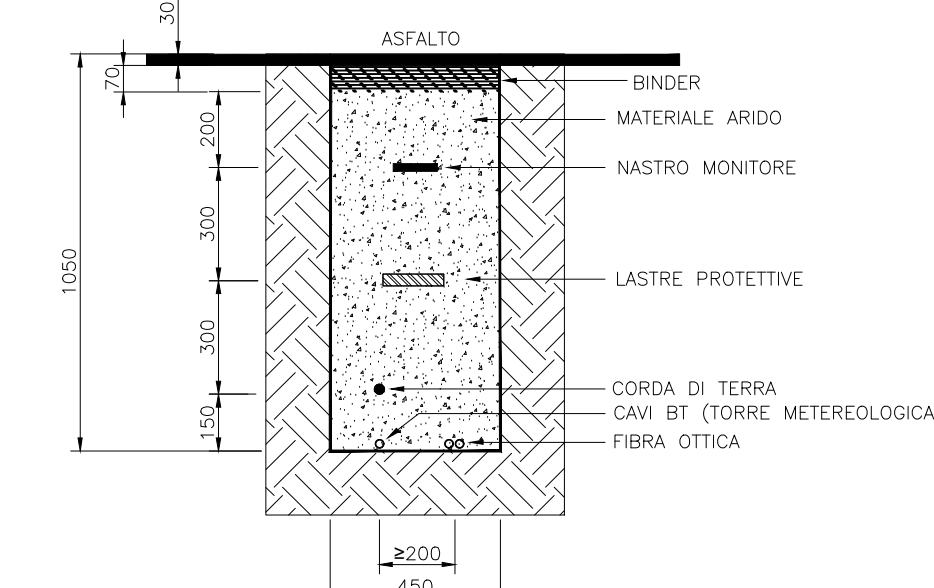 30
ASFALTO
70
BINDER
200
MATERIALE ARIDO
NASTRO MONITORE
300
1050
LASTRE PROTETTIVE
300
CORDA DI TERRA
150
CAVI BT (TORRE METEREOLOGICA
FIBRA OTTICA
≥200
450